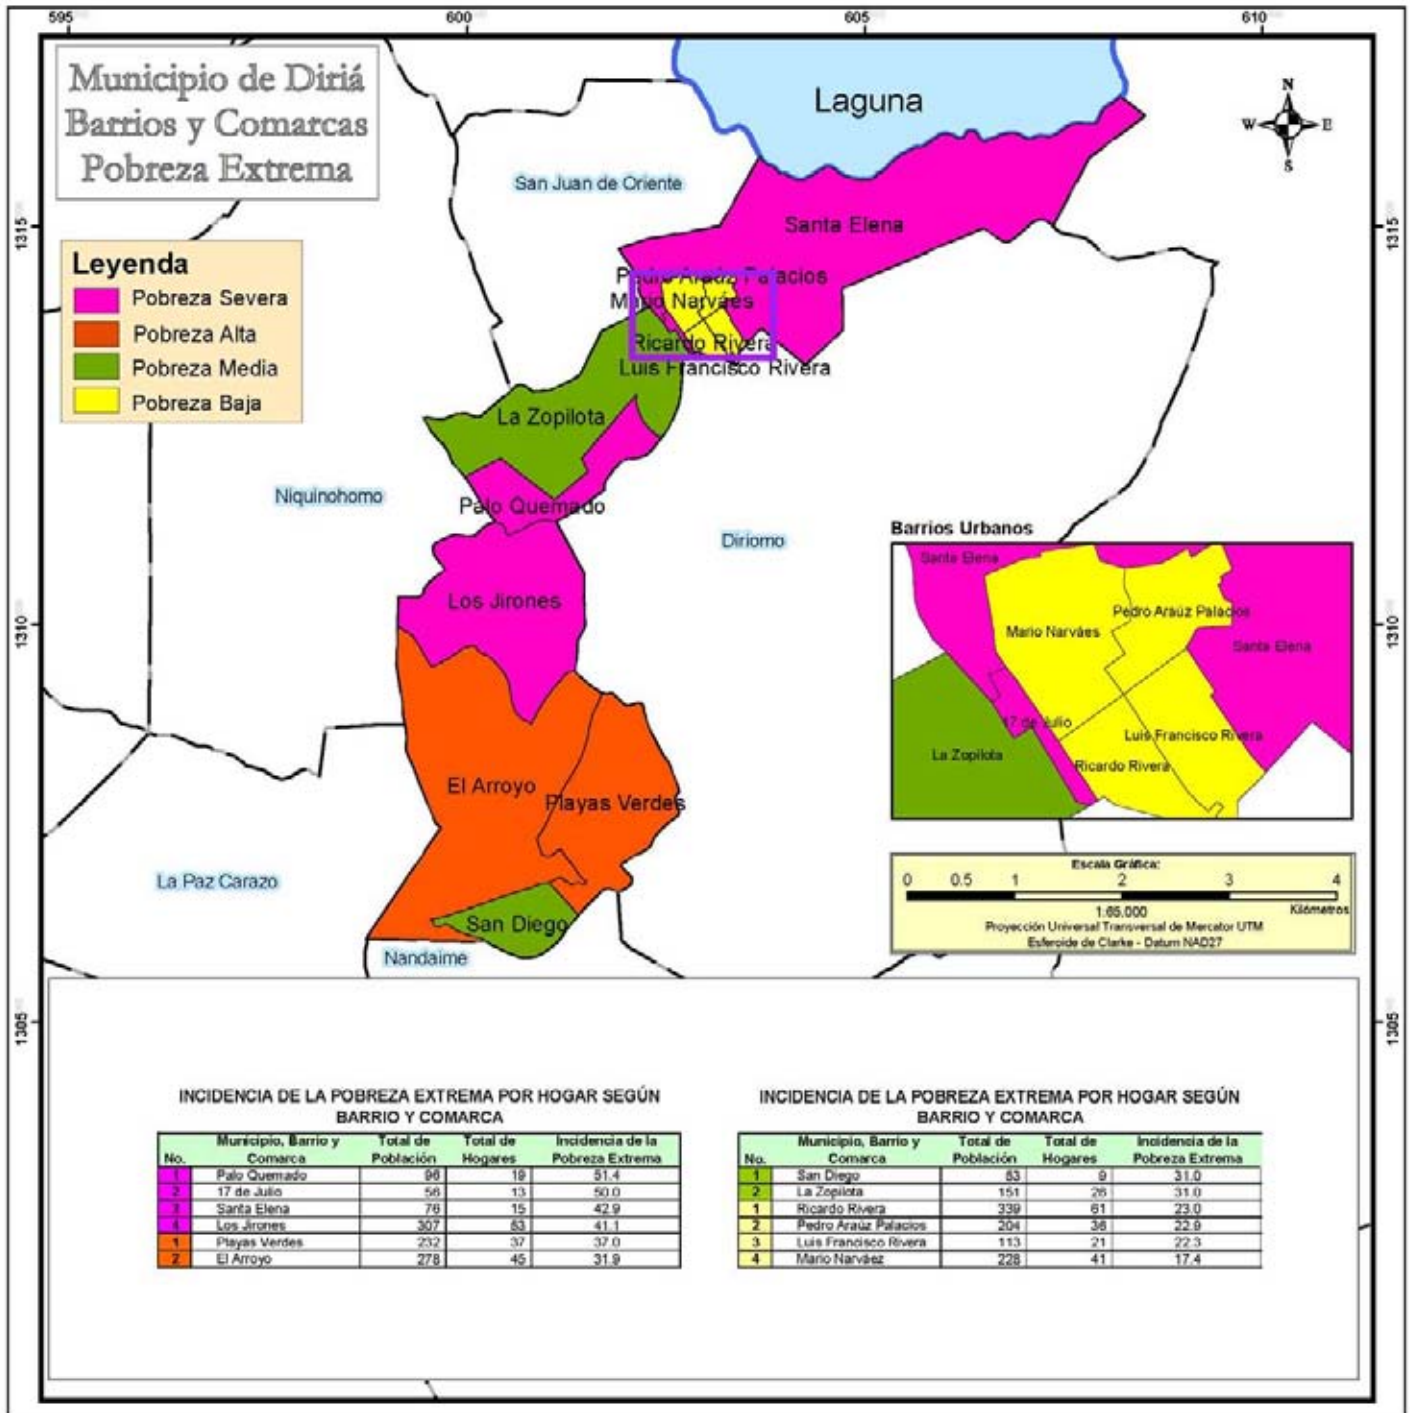 595
600
605
610
Municipio de Diriá
Barrios y Comarcas
Pobreza Extrema
Laguna
N
W E
S
San Juan de Oriente
Santa Elena
1315
1315
Leyenda
Pobreza Severa
Pobreza Alta
Pobreza Media
Pobreza Baja
Pedro Araúz Palacios
Mario Narváes
Ricardo Rivera
Luis Francisco Rivera
La Zopilota
Niquinohomo
Palo Quemado
Diriomo
Los Jirones
1310
1310
Barrios Urbanos
Santa Elena
Pedro Araúz Palacios
Mario Narváes
Santa Elena
17 de Julio
Luis Francisco Rivera
La Zopilota
Ricardo Rivera
El Arroyo
Playas Verdes
La Paz Carazo
San Diego
Nandaime
Escala Gráfica:
0 0.5 1 2 3 4
Kilómetros
1:65.000
Proyección Universal Transversal de Mercator UTM
Esferoide de Clarke - Datum NAD27
1305
1305
INCIDENCIA DE LA POBREZA EXTREMA POR HOGAR SEGÚN
BARRIO Y COMARCA
No. Municipio, Barrio y Comarca Total de Población Total de Hogares Incidencia de la Pobreza Extrema
1 Palo Quemado 96 19 51.4
2 17 de Julio 56 13 50.0
3 Santa Elena 76 15 42.9
4 Los Jirones 307 53 41.1
1 Playas Verdes 232 37 37.0
2 El Arroyo 278 45 31.9
INCIDENCIA DE LA POBREZA EXTREMA POR HOGAR SEGÚN
BARRIO Y COMARCA
No. Municipio, Barrio y Comarca Total de Población Total de Hogares Incidencia de la Pobreza Extrema
1 San Diego 53 9 31.0
2 La Zopilota 151 26 31.0
1 Ricardo Rivera 339 61 23.0
2 Pedro Araúz Palacios 204 36 22.9
3 Luis Francisco Rivera 113 21 22.3
4 Mario Narváez 228 41 17.4